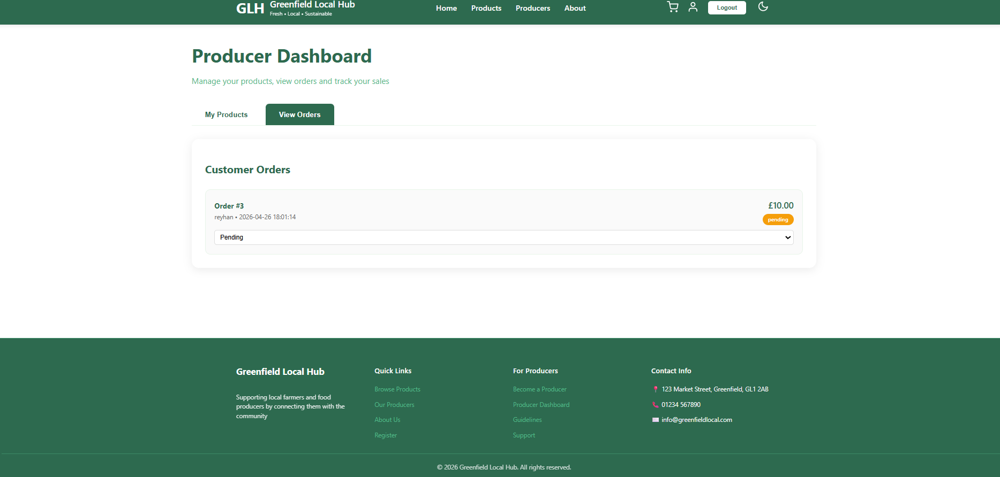 GLH
Greenfield Local Hub
Fresh • Local • Sustainable
Home
Products
Producers
About
Logout
Producer Dashboard
Manage your products, view orders and track your sales
My Products
View Orders
Customer Orders
Order #3
£10.00
reyhan • 2026-04-26 18:01:14
pending
Pending
Greenfield Local Hub
Supporting local farmers and food
producers by connecting them with the
community
Quick Links
Browse Products
Our Producers
About Us
Register
For Producers
Become a Producer
Producer Dashboard
Guidelines
Support
Contact Info
📍 123 Market Street, Greenfield, GL1 2AB
📞 01234 567890
📧 info@greenfieldlocal.com
© 2026 Greenfield Local Hub. All rights reserved.